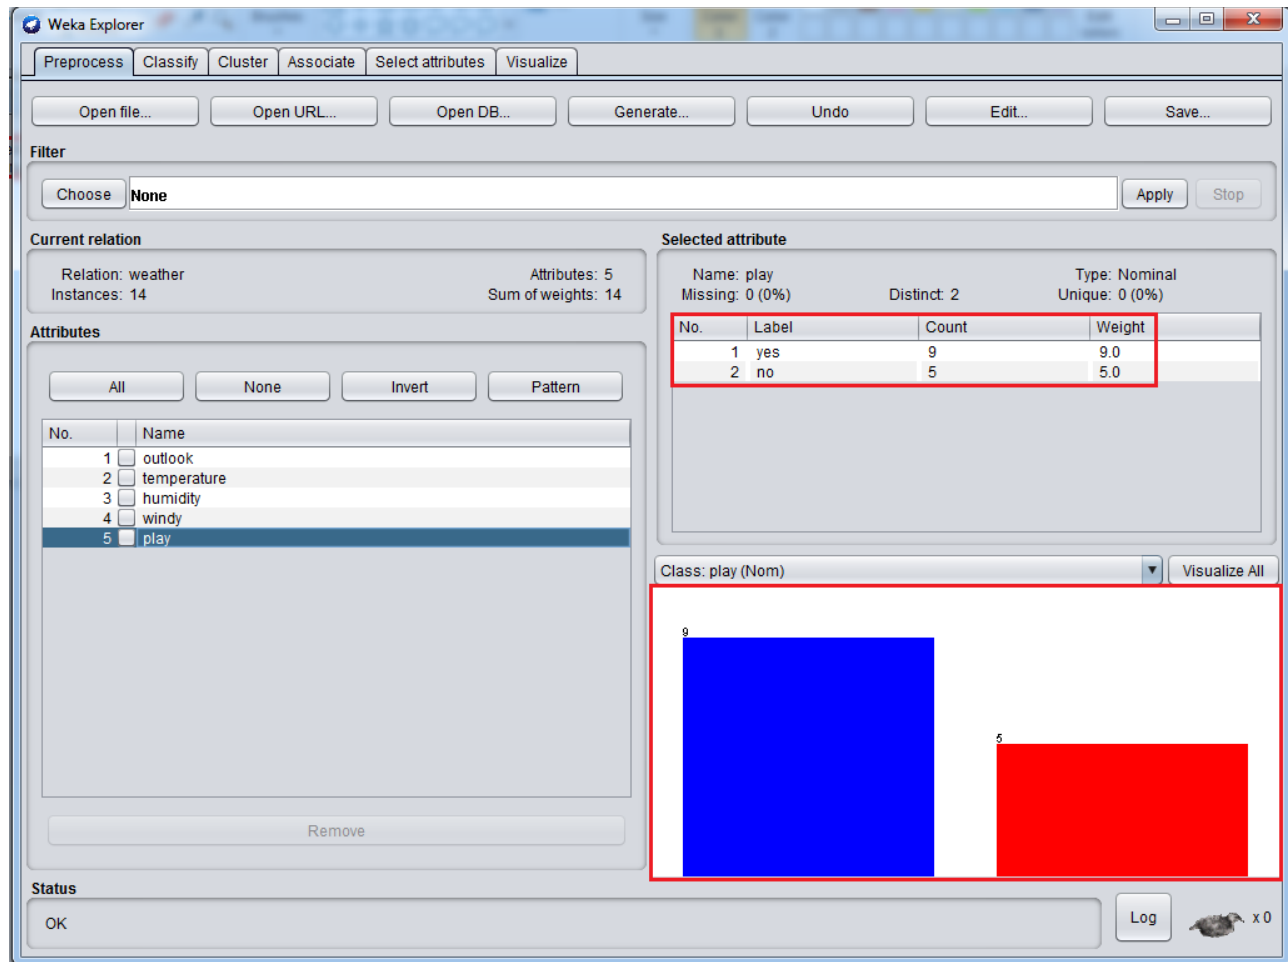 Weka Explorer
Preprocess Classify Cluster Associate Select attributes Visualize
Open file... Open URL... Open DB... Generate... Undo Edit... Save...
Filter
Choose None Apply Stop
Current relation
Relation: weather Attributes: 5
Instances: 14 Sum of weights: 14
Attributes
All None Invert Pattern
No. Name
1 outlook
2 temperature
3 humidity
4 windy
5 play
Remove
Selected attribute
Name: play Type: Nominal
Missing: 0 (0%) Distinct: 2 Unique: 0 (0%)
No. Label Count Weight
1 yes 9 9.0
2 no 5 5.0
Class: play (Nom) Visualize All
9
5
Status
OK
Log x 0